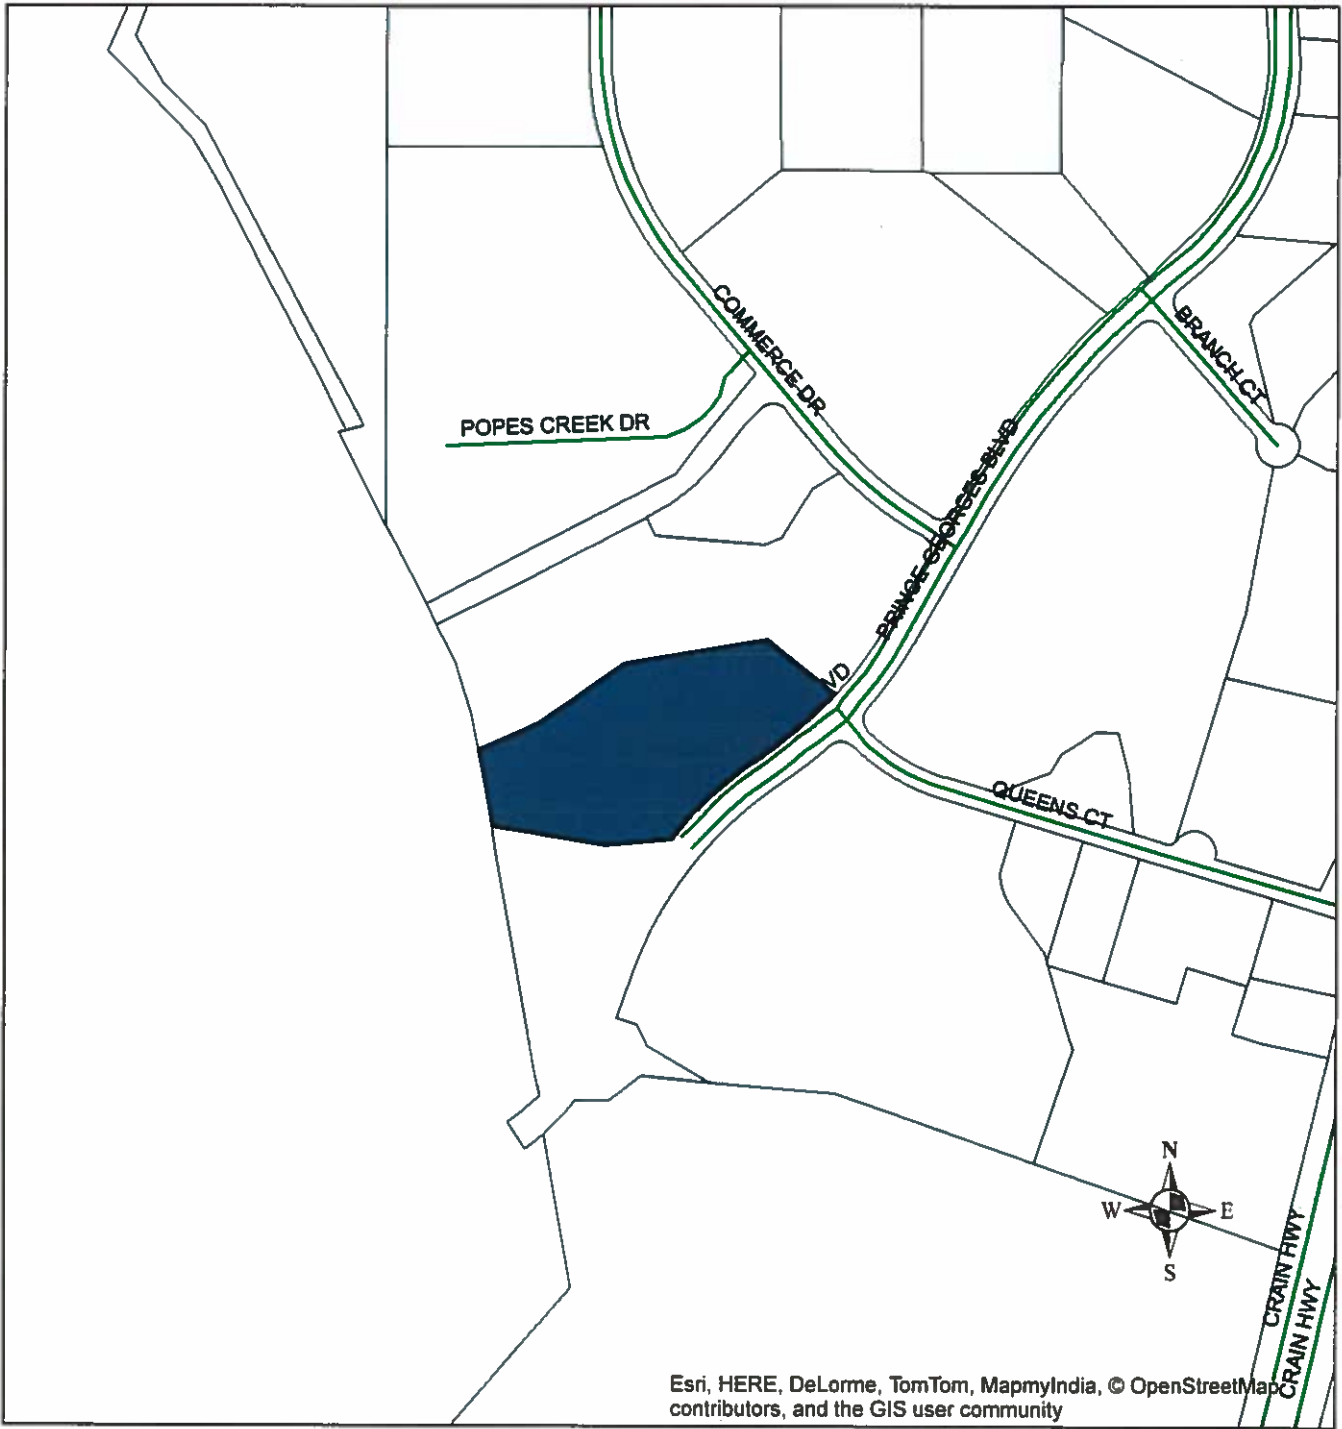 COMMERCE DR
BRANCH CT
POPES CREEK DR
PRINCE GEORGES BLVD
VD
QUEENS CT
N
W E
S
CRAIN HWY
CRAIN HWY
Esri, HERE, DeLorme, TomTom, MapmyIndia, © OpenStreetMap
contributors, and the GIS user community